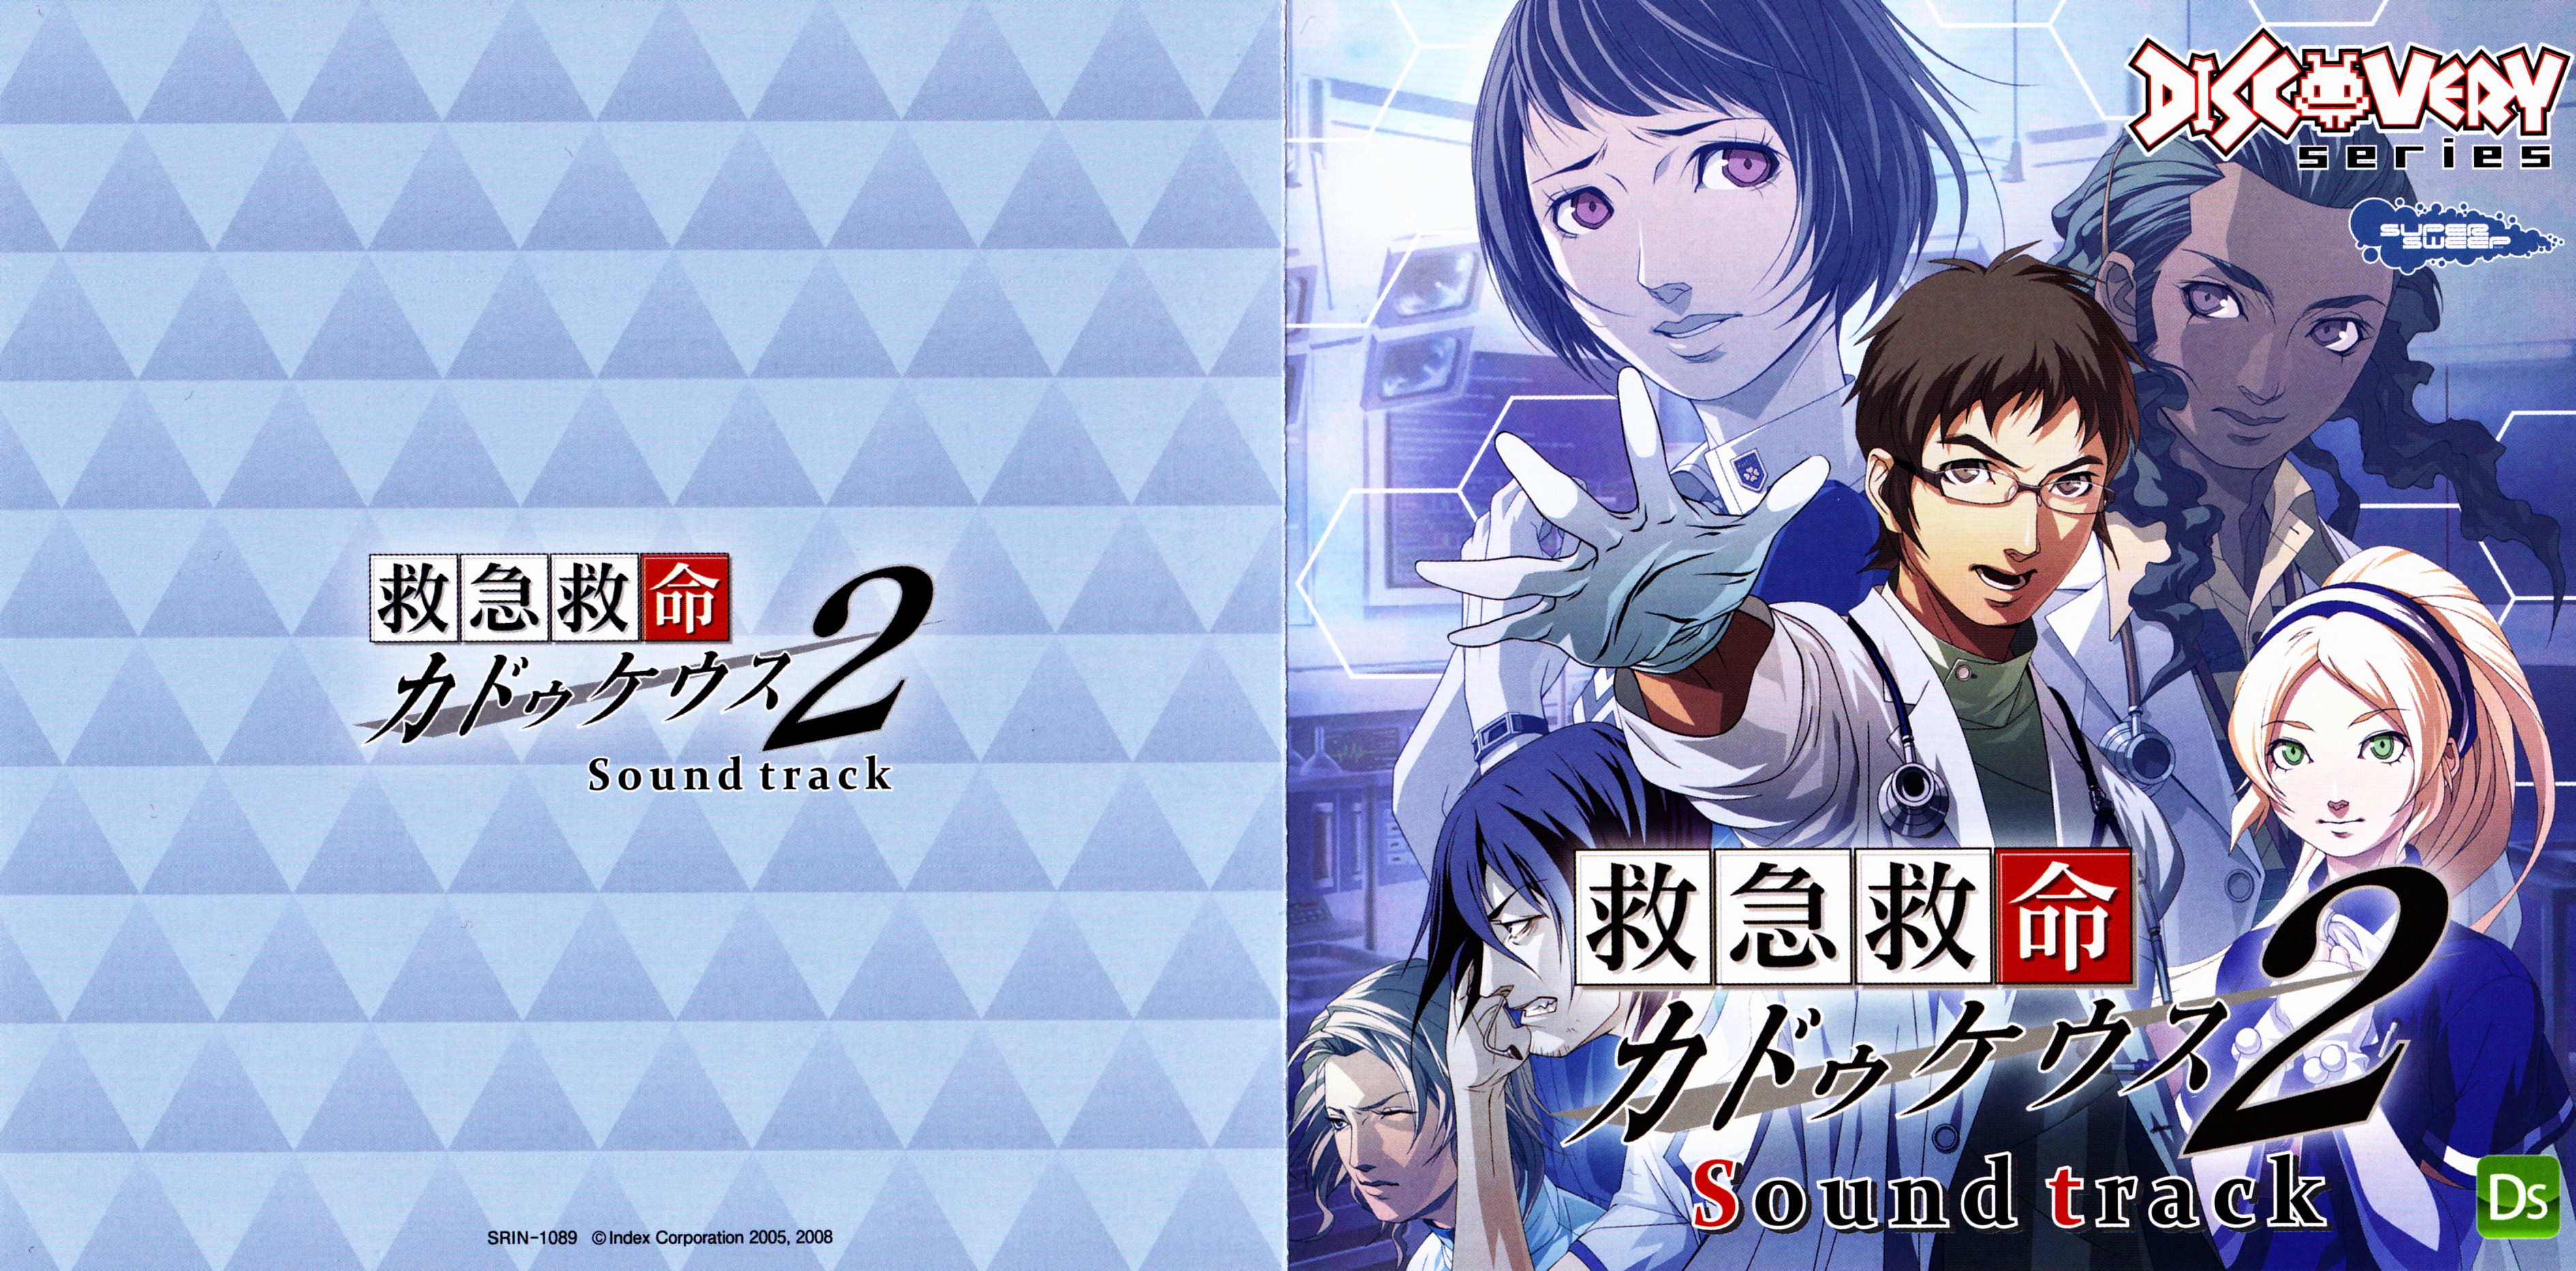 救急救命
カドゥケウス2
Sound track
SRIN-1089 ©Index Corporation 2005, 2008
DISCOVERY
series
SUPER
SWEEP
救急救命
カドゥケウス2
Sound track
Ds